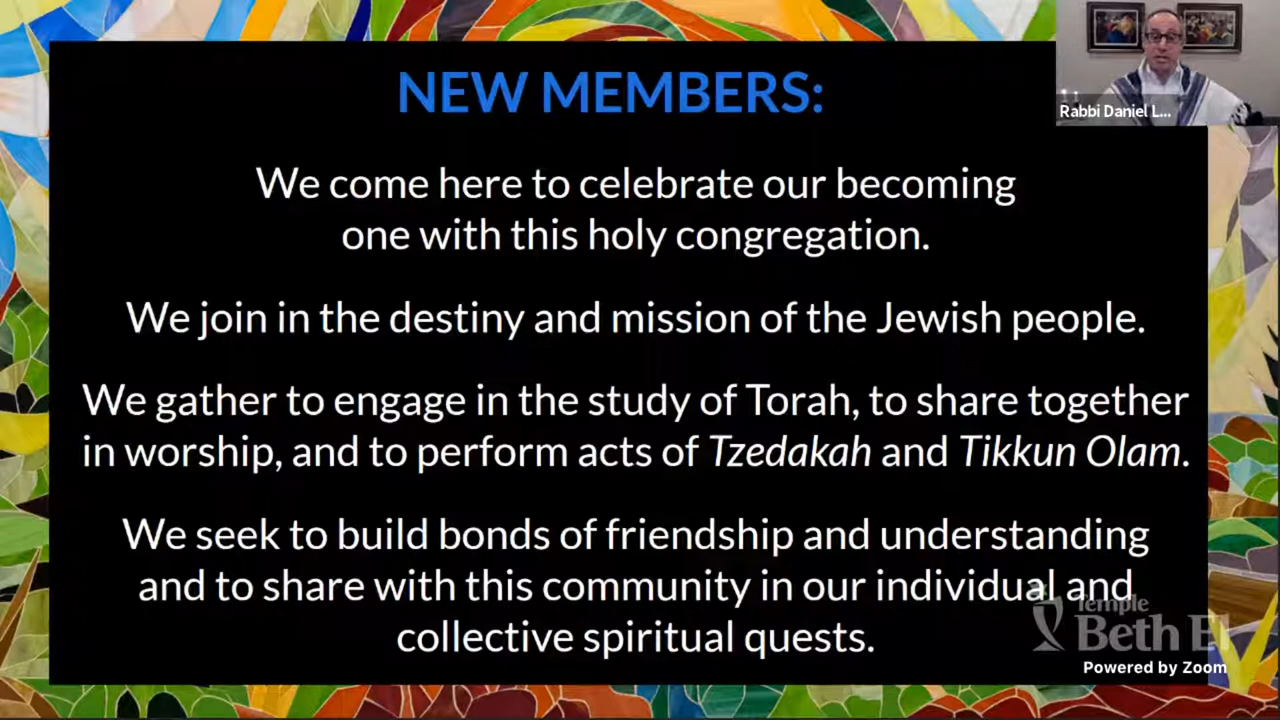 NEW MEMBERS:
Rabbi Daniel L...
We come here to celebrate our becoming
one with this holy congregation.
We join in the destiny and mission of the Jewish people.
We gather to engage in the study of Torah, to share together
in worship, and to perform acts of Tzedakah and Tikkun Olam.
We seek to build bonds of friendship and understanding
and to share with this community in our individual and
collective spiritual quests.
Temple
Beth El
Powered by Zoom